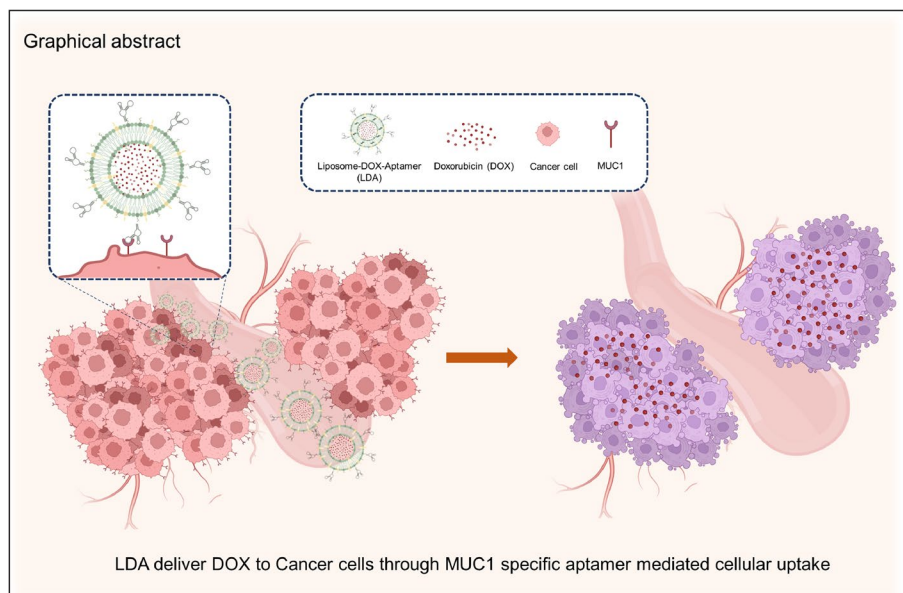 Graphical abstract
Liposome-DOX-Aptamer
(LDA)
Doxorubicin (DOX)
Cancer cell
MUC1
LDA deliver DOX to Cancer cells through MUC1 specific aptamer mediated cellular uptake